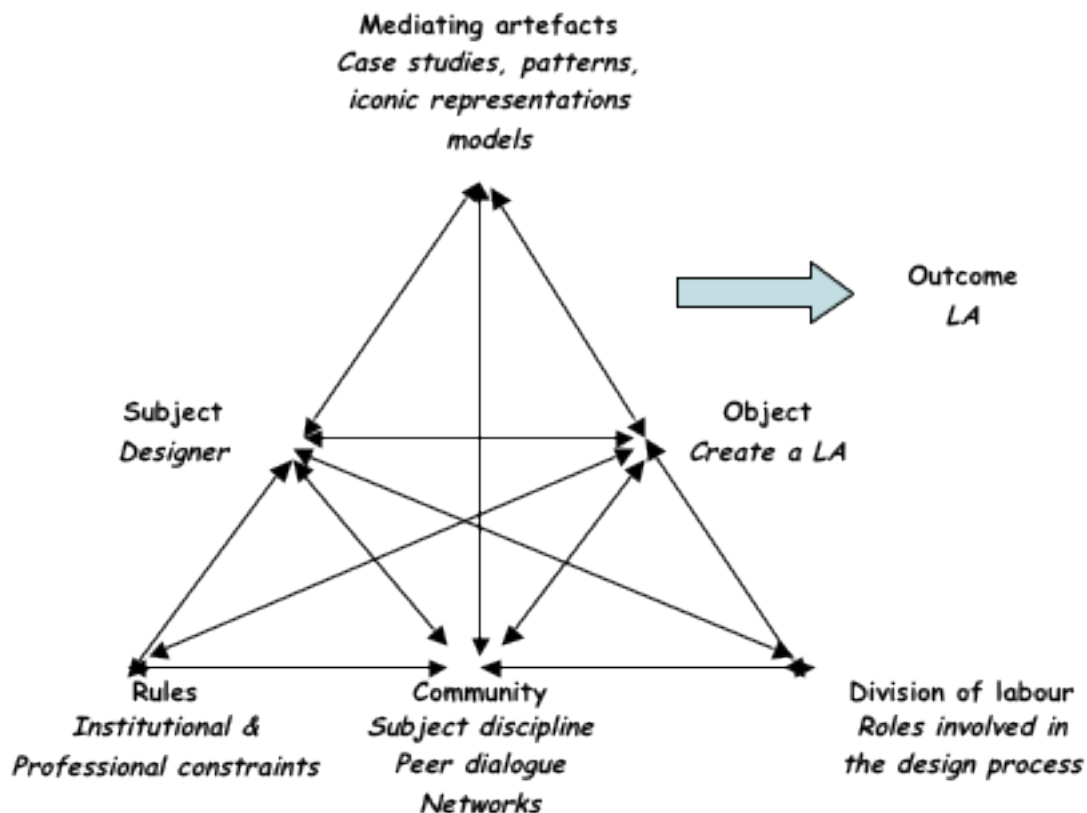 Mediating artefacts
Case studies, patterns,
iconic representations
models
Outcome
LA
Subject
Designer
Object
Create a LA
Rules
Institutional &
Professional constraints
Community
Subject discipline
Peer dialogue
Networks
Division of labour
Roles involved in
the design process